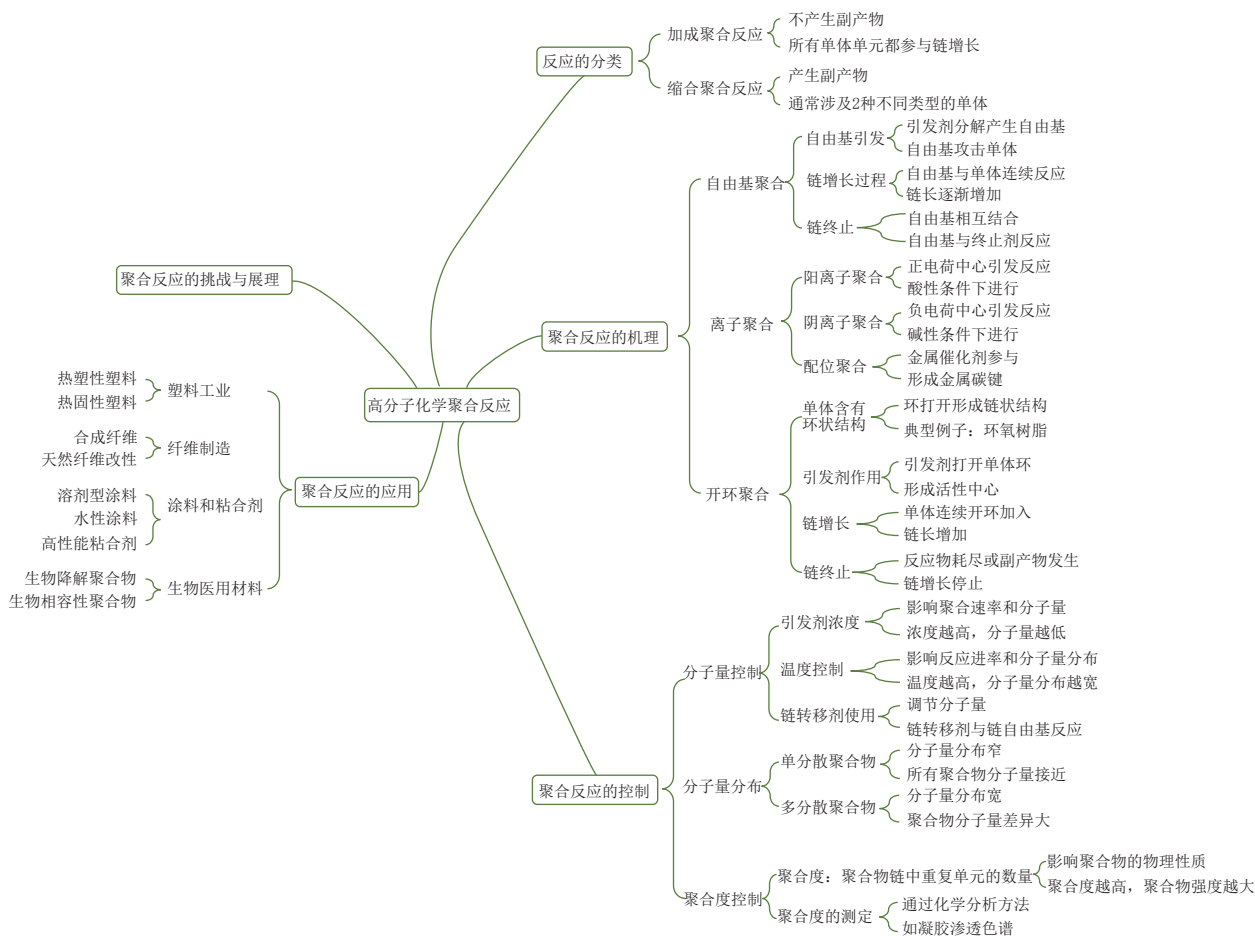 高分子化学聚合反应
反应的分类
加成聚合反应
不产生副产物
所有单体单元都参与链增长
缩合聚合反应
产生副产物
通常涉及2种不同类型的单体
聚合反应的机理
自由基聚合
自由基引发
引发剂分解产生自由基
自由基攻击单体
链增长过程
自由基与单体连续反应
链长逐渐增加
链终止
自由基相互结合
自由基与终止剂反应
离子聚合
阳离子聚合
正电荷中心引发反应
酸性条件下进行
阴离子聚合
负电荷中心引发反应
碱性条件下进行
配位聚合
金属催化剂参与
形成金属碳键
开环聚合
单体含有
环状结构
环打开形成链状结构
典型例子：环氧树脂
引发剂作用
引发剂打开单体环
形成活性中心
链增长
单体连续开环加入
链长增加
链终止
反应物耗尽或副产物发生
链增长停止
聚合反应的控制
分子量控制
引发剂浓度
影响聚合速率和分子量
浓度越高，分子量越低
温度控制
影响反应进率和分子量分布
温度越高，分子量分布越宽
链转移剂使用
调节分子量
链转移剂与链自由基反应
分子量分布
单分散聚合物
分子量分布窄
所有聚合物分子量接近
多分散聚合物
分子量分布宽
聚合物分子量差异大
聚合度控制
聚合度：聚合物链中重复单元的数量
影响聚合物的物理性质
聚合度越高，聚合物强度越大
聚合度的测定
通过化学分析方法
如凝胶渗透色谱
聚合反应的挑战与展理
聚合反应的应用
塑料工业
热塑性塑料
热固性塑料
纤维制造
合成纤维
天然纤维改性
涂料和粘合剂
溶剂型涂料
水性涂料
高性能粘合剂
生物医用材料
生物降解聚合物
生物相容性聚合物